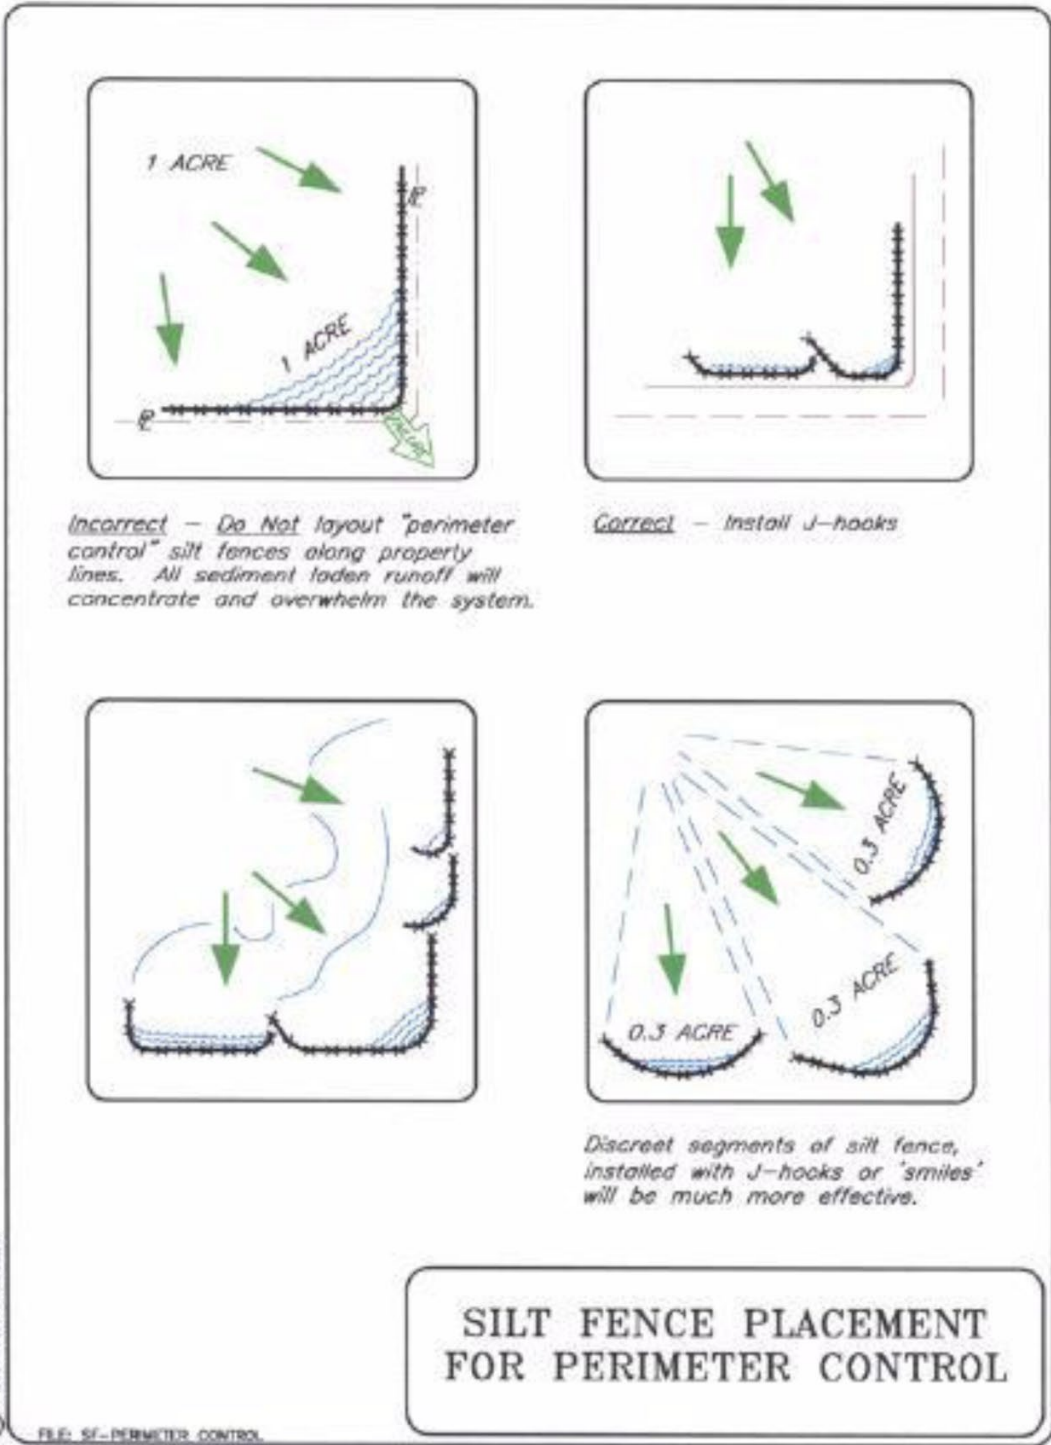 1 ACRE
PL
1 ACRE
PL
FAILURE
Incorrect – Do Not layout "perimeter
control" silt fences along property
lines. All sediment laden runoff will
concentrate and overwhelm the system.
Correct – Install J-hooks
0.3 ACRE
0.3 ACRE
0.3 ACRE
Discreet segments of silt fence,
installed with J-hooks or 'smiles'
will be much more effective.
SILT FENCE PLACEMENT
FOR PERIMETER CONTROL
FILE: SF-PERIMETER CONTROL